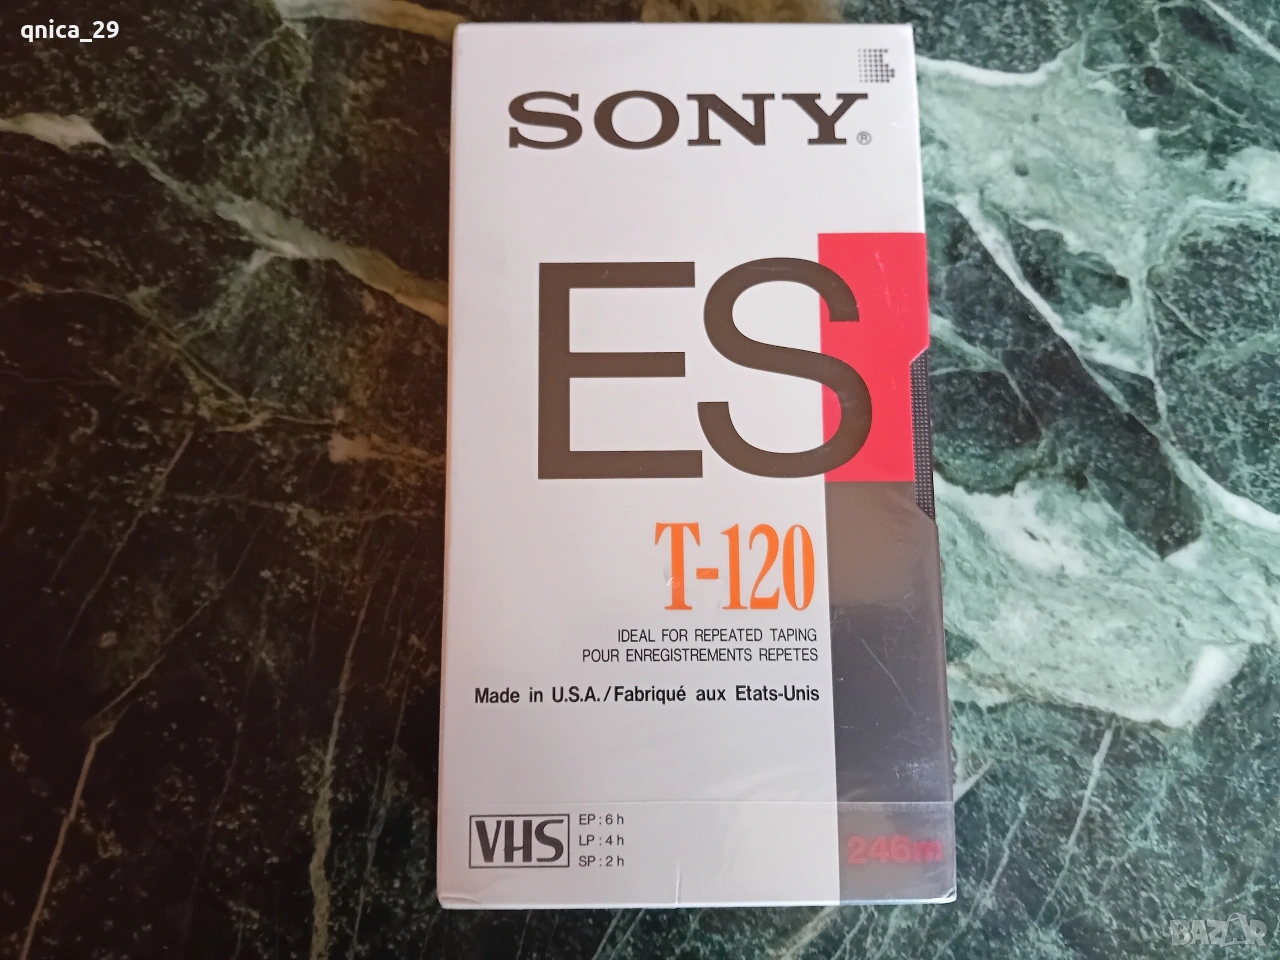 qnica_29
SONY®
ES
T-120
IDEAL FOR REPEATED TAPING
POUR ENREGISTREMENTS REPETES
Made in U.S.A./Fabriqué aux Etats-Unis
VHS
EP : 6 h
LP : 4 h
SP : 2 h
246m
BAZAR